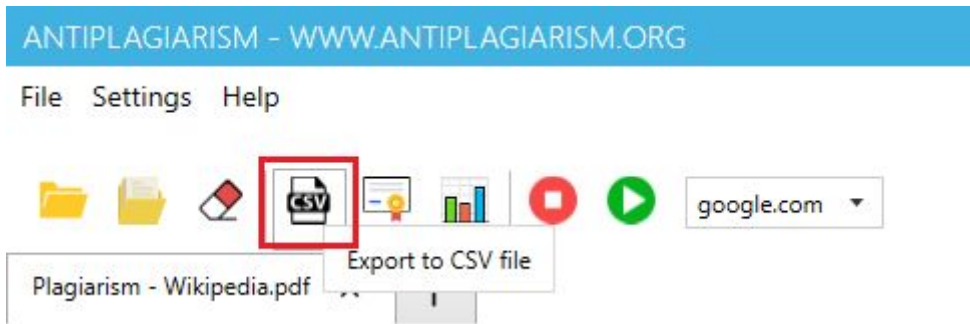 ANTIPLAGIARISM - WWW.ANTIPLAGIARISM.ORG
File Settings Help
CSV
google.com
Export to CSV file
Plagiarism - Wikipedia.pdf